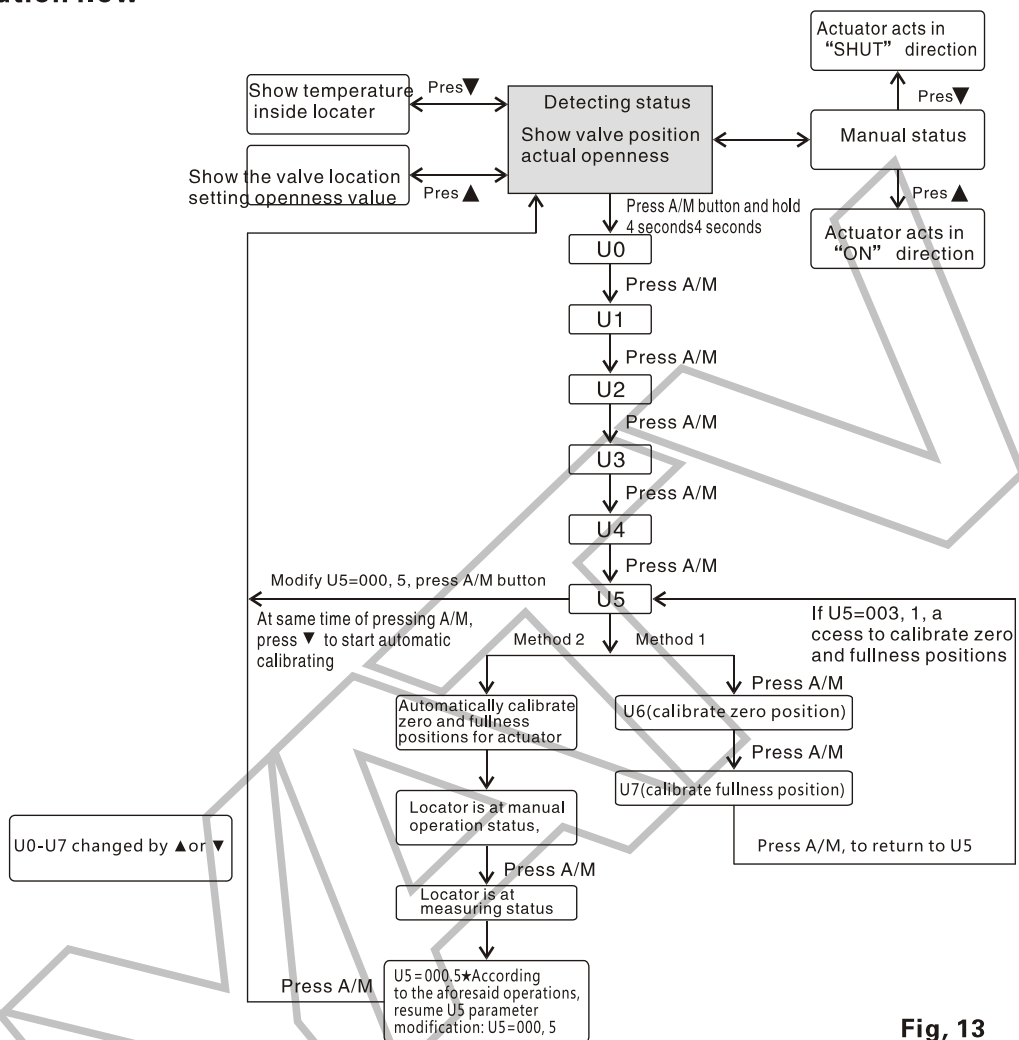 Actuator acts in
“SHUT” direction
Show temperature
inside locater
Pres▼
Detecting status
Show valve position
actual openness
Pres▼
Manual status
Show the valve location
setting openness value
Pres▲
Pres▲
Actuator acts in
“ON” direction
Press A/M button and hold
4 seconds4 seconds
U0
Press A/M
U1
Press A/M
U2
Press A/M
U3
Press A/M
U4
Press A/M
Modify U5=000, 5, press A/M button
U5
At same time of pressing A/M,
press ▼ to start automatic
calibrating
Method 2
Method 1
If U5=003, 1, a
ccess to calibrate zero
and fullness positions
Press A/M
Automatically calibrate
zero and fullness
positions for actuator
U6(calibrate zero position)
Press A/M
U7(calibrate fullness position)
Locator is at manual
operation status,
U0-U7 changed by ▲or ▼
Press A/M, to return to U5
Press A/M
Locator is at
measuring status
Press A/M
U5=000.5★According
to the aforesaid operations,
resume U5 parameter
modification: U5=000, 5
Fig, 13